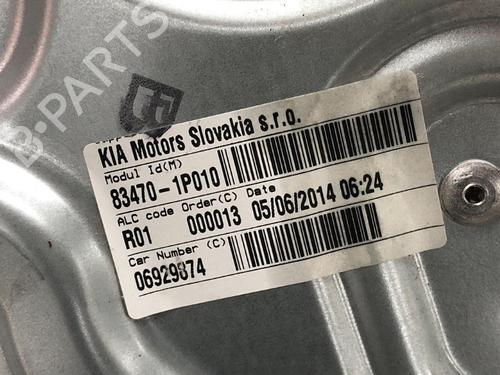 B-PARTS
KIA Motors Slovakia s.r.o.
Modul Id(M)
83470-1P010
ALC code Order(C) Date
R01 000013 05/06/2014 06:24
Car Number (C)
06929874